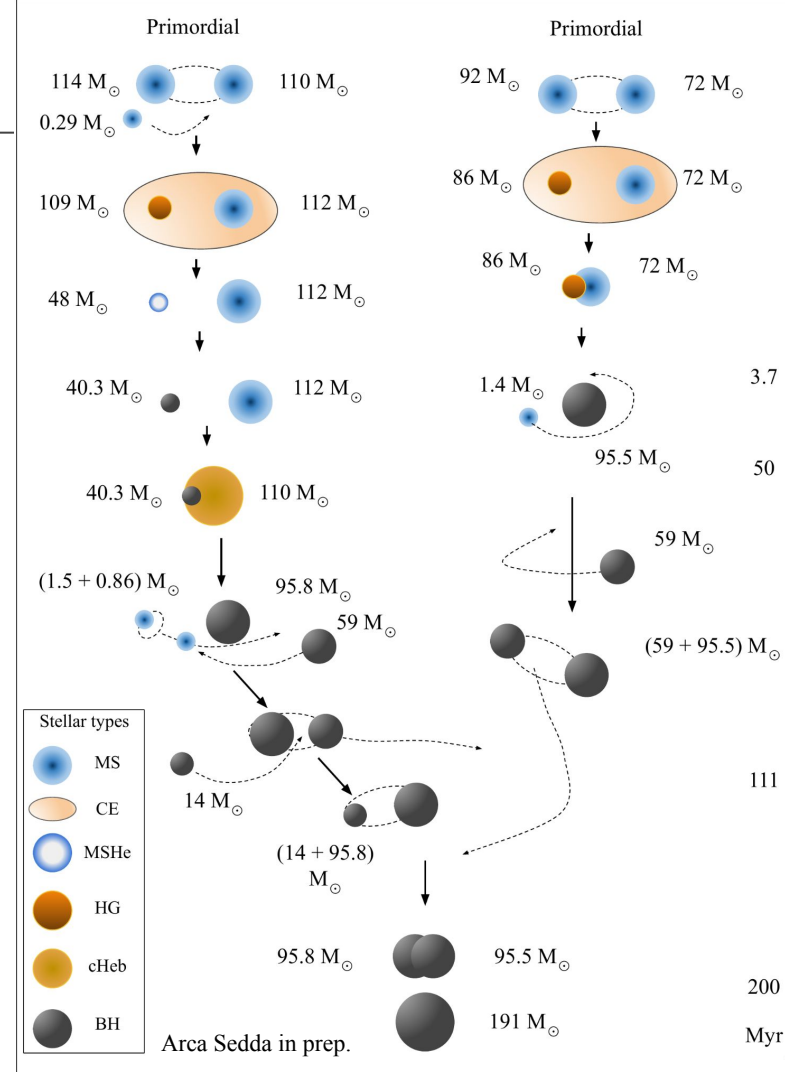 Primordial
Primordial
114 M☉
110 M☉
92 M☉
72 M☉
0.29 M☉
109 M☉
112 M☉
86 M☉
72 M☉
86 M☉
72 M☉
48 M☉
112 M☉
40.3 M☉
112 M☉
1.4 M☉
3.7
95.5 M☉
50
40.3 M☉
110 M☉
59 M☉
(1.5 + 0.86) M☉
95.8 M☉
59 M☉
(59 + 95.5) M☉
Stellar types
MS
CE
MSHe
HG
cHeb
BH
14 M☉
111
(14 + 95.8)
M☉
95.8 M☉
95.5 M☉
200
191 M☉
Myr
Arca Sedda in prep.